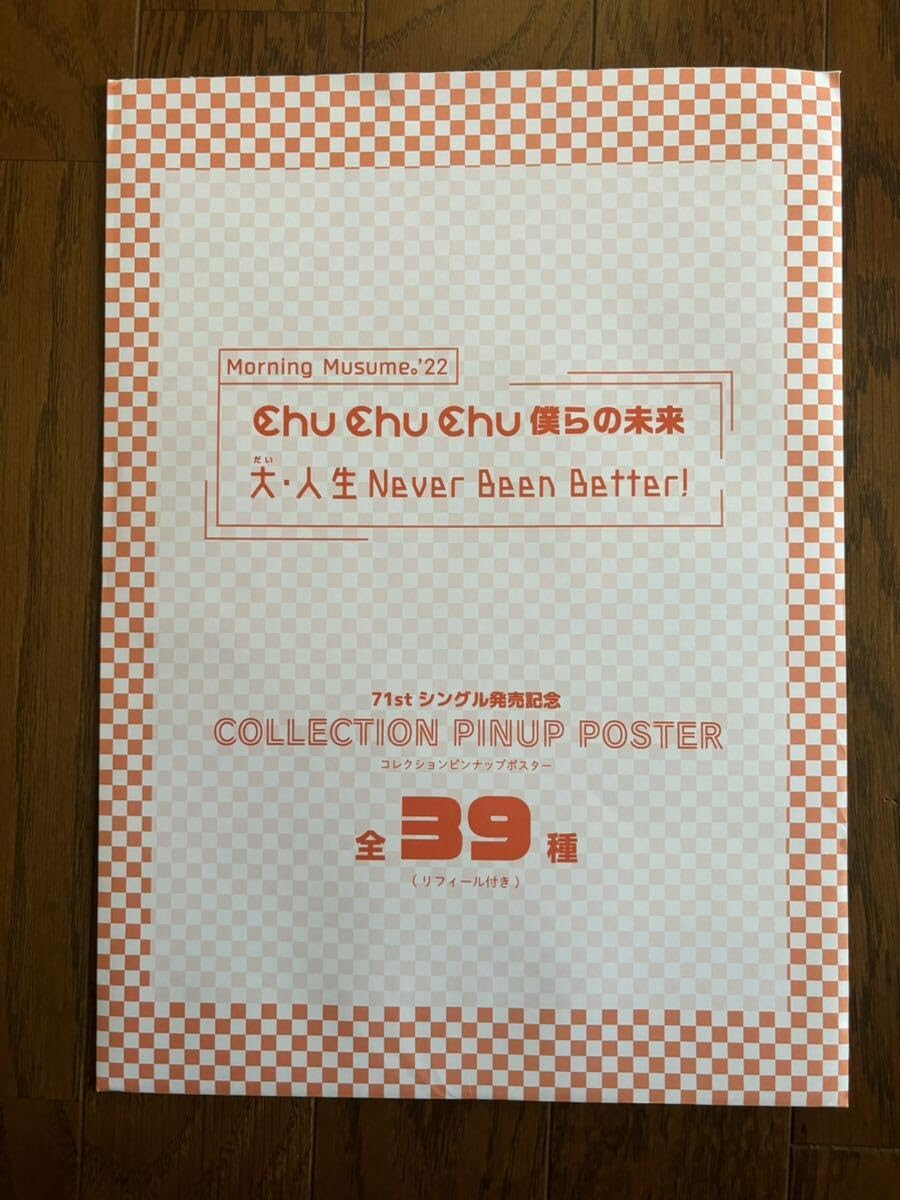 Morning Musume。'22
Chu Chu Chu 僕らの未来
だい
大・人生 Never Been Better!
71st シングル発売記念
COLLECTION PINUP POSTER
コレクションピンナップポスター
全 39 種
(リフィール付き)